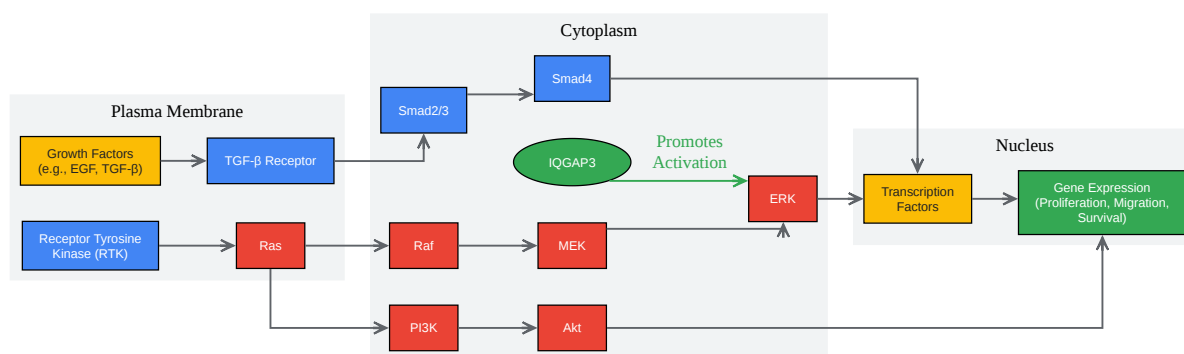 Cytoplasm
Smad4
Smad2/3
Plasma Membrane
Growth Factors
(e.g., EGF, TGF-β)
TGF-β Receptor
IQGAP3
Promotes
Activation
Nucleus
ERK
Transcription
Factors
Gene Expression
(Proliferation, Migration,
Survival)
Receptor Tyrosine
Kinase (RTK)
Ras
Raf
MEK
PI3K
Akt